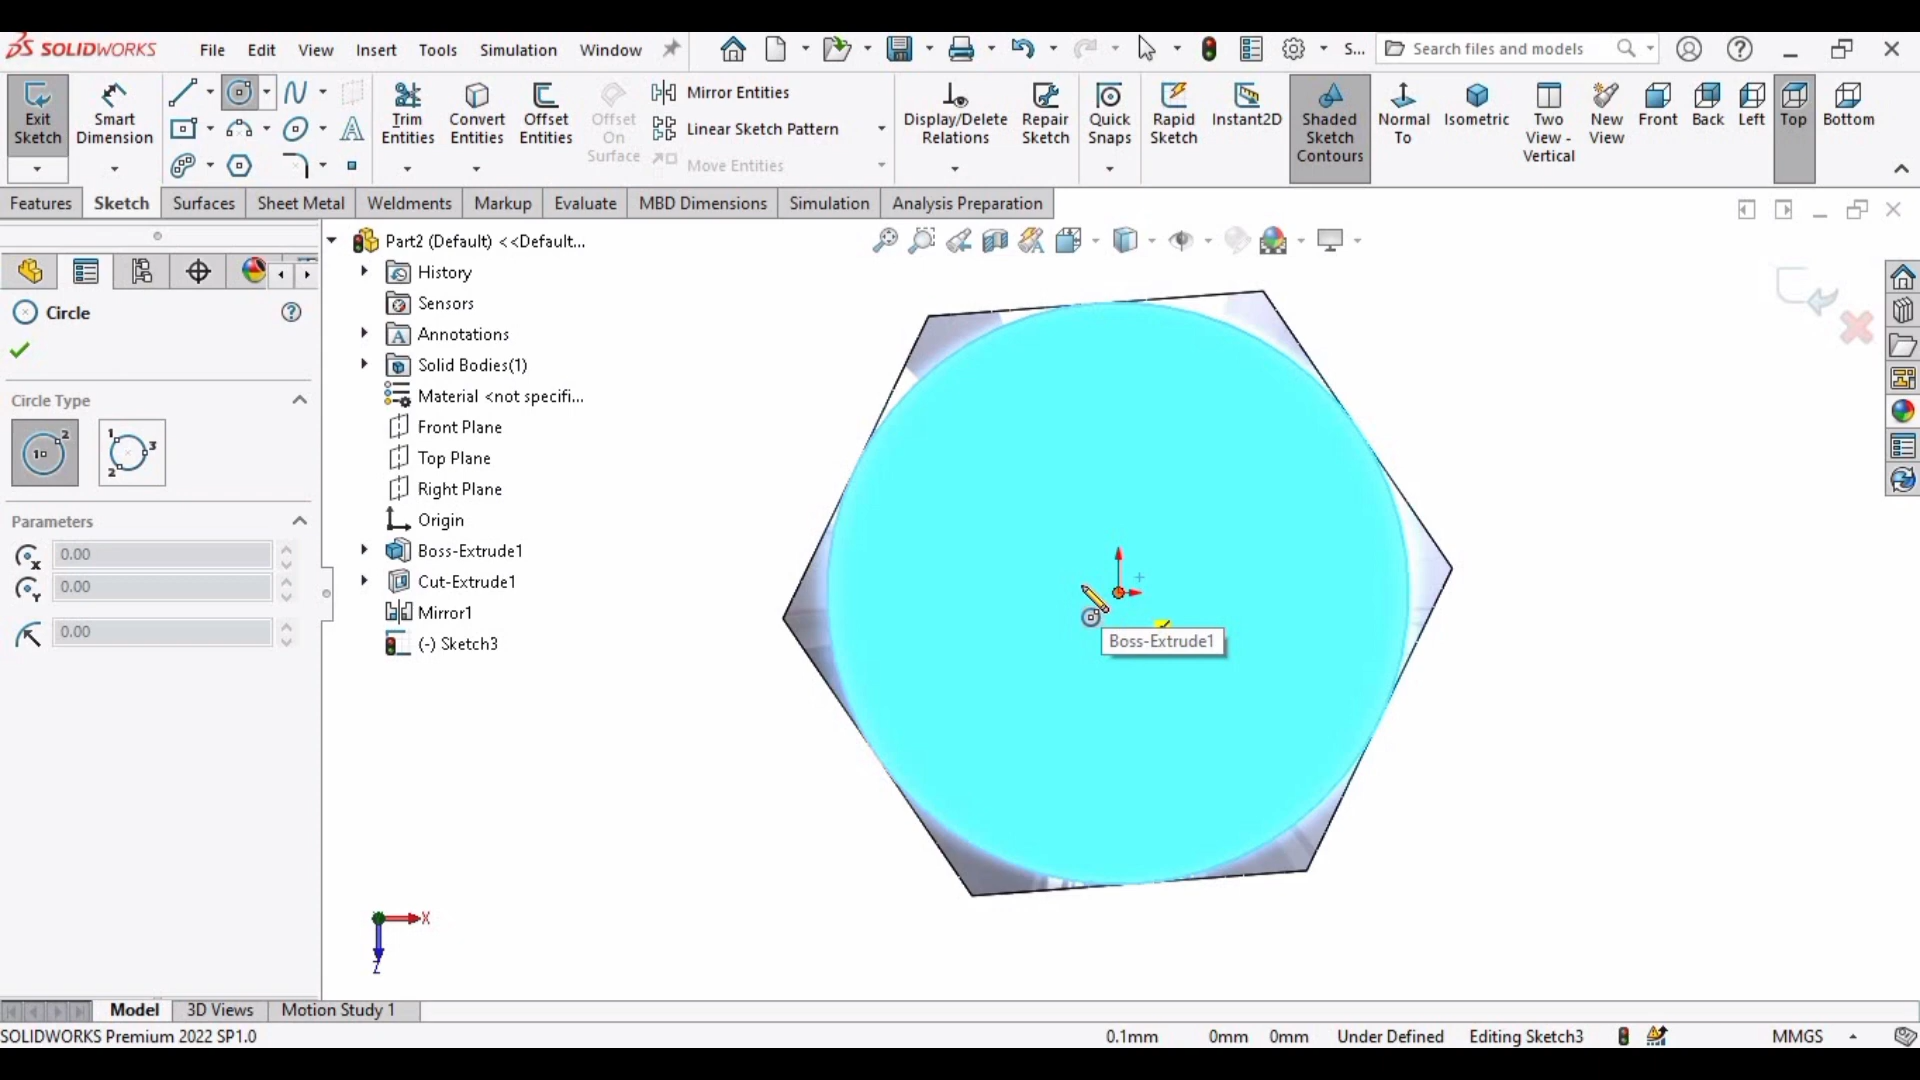 SOLIDWORKS File Edit View Insert Tools Simulation Window S... Search files and models
Exit Sketch
Smart Dimension
Trim Entities
Convert Entities
Offset Entities
Offset On Surface
Mirror Entities
Linear Sketch Pattern
Move Entities
Display/Delete Relations
Repair Sketch
Quick Snaps
Rapid Sketch
Instant2D
Shaded Sketch Contours
Normal To
Isometric
Two View - Vertical
New View
Front
Back
Left
Top
Bottom
Features Sketch Surfaces Sheet Metal Weldments Markup Evaluate MBD Dimensions Simulation Analysis Preparation
Circle
Circle Type
Parameters
0.00
0.00
0.00
Part2 (Default) <<Default...
History
Sensors
Annotations
Solid Bodies(1)
Material <not specifi...
Front Plane
Top Plane
Right Plane
Origin
Boss-Extrude1
Cut-Extrude1
Mirror1
(-) Sketch3
Boss-Extrude1
X
Z
Model 3D Views Motion Study 1
SOLIDWORKS Premium 2022 SP1.0 0.1mm 0mm 0mm Under Defined Editing Sketch3 MMGS